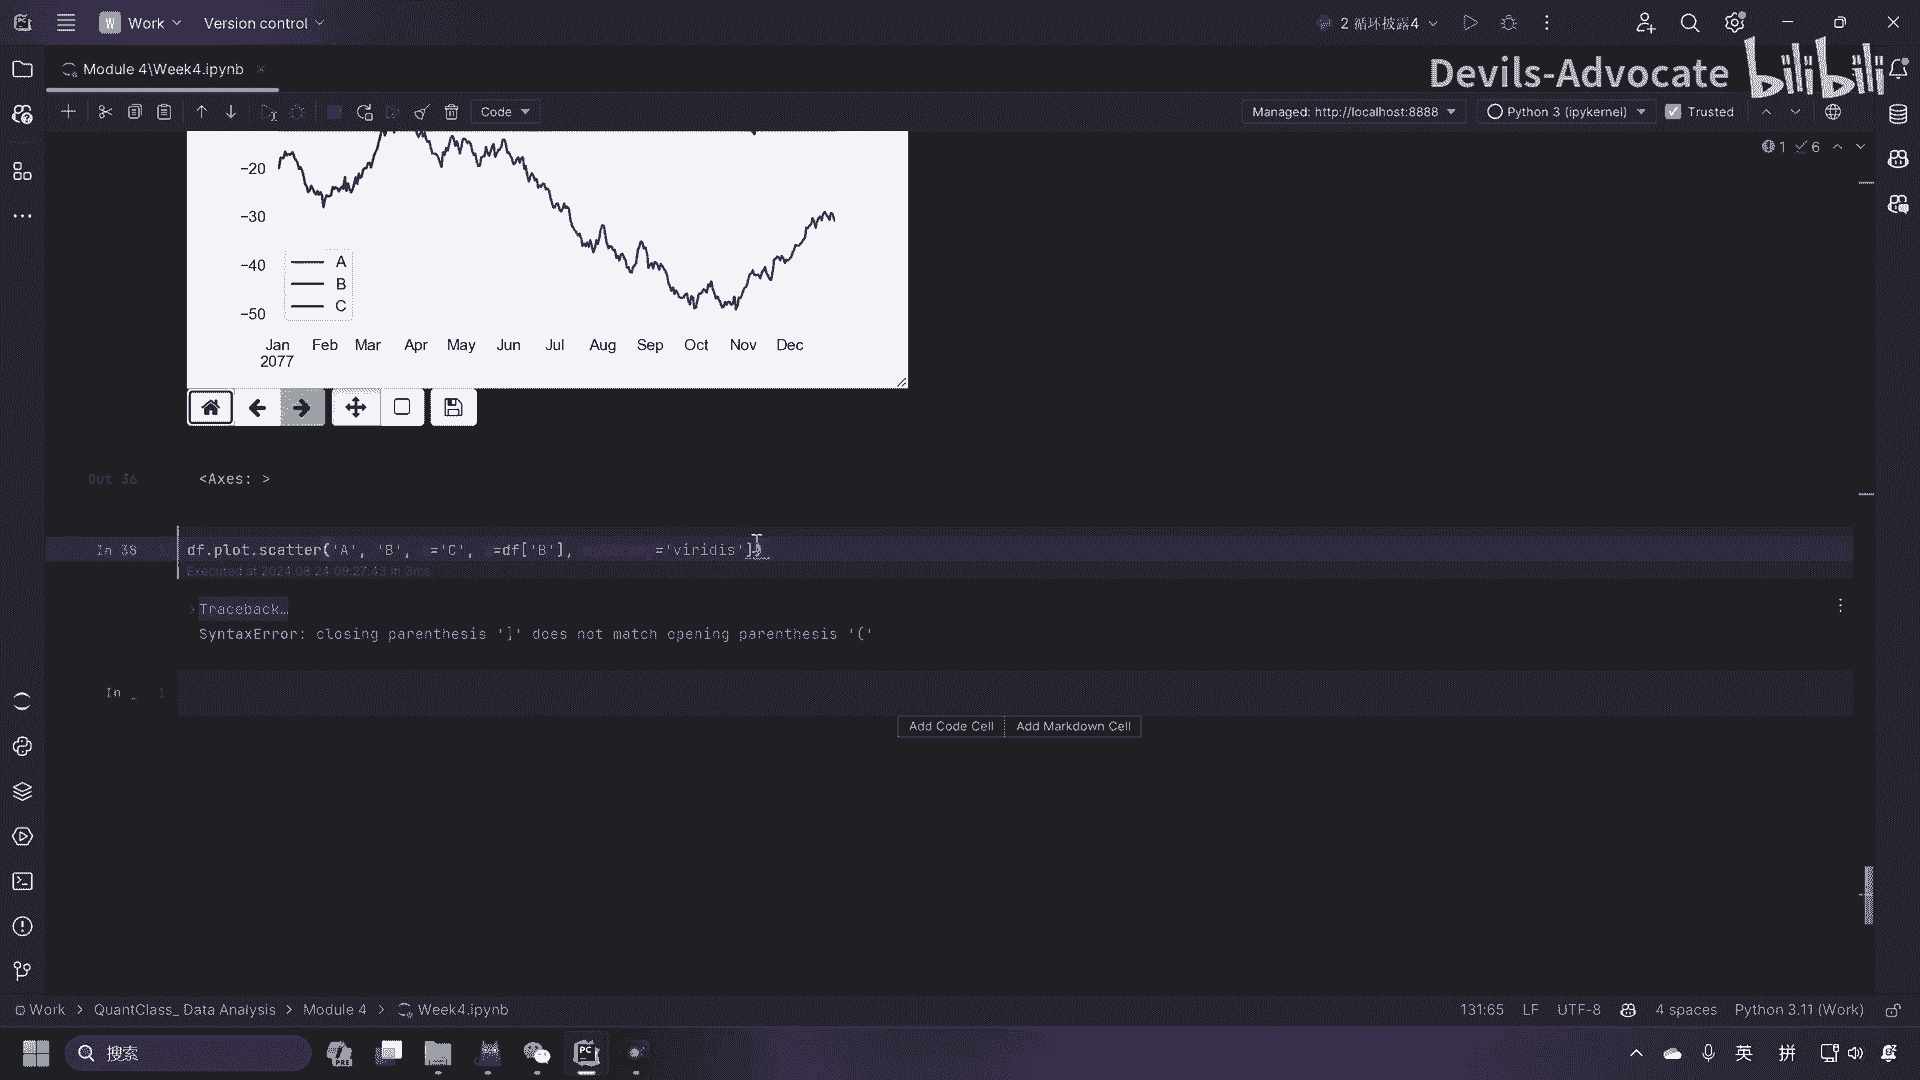 W Work Version control 2 循环披露4
Module 4\Week4.ipynb
Devils-Advocate bilibili
Code Managed: http://localhost:8888 Python 3 (ipykernel) Trusted
1 6
−20
−30
−40
−50
A
B
C
Jan Feb Mar Apr May Jun Jul Aug Sep Oct Nov Dec
2077
Out 36 <Axes: >
In 38 1 df.plot.scatter('A', 'B', ='C', =df['B'], ='viridis'])
Executed at 2024.08.24 09:27:43 in 3ms
Traceback…
SyntaxError: closing parenthesis ']' does not match opening parenthesis '('
In _ 1
Add Code Cell Add Markdown Cell
Work > QuantClass_ Data Analysis > Module 4 > Week4.ipynb 131:65 LF UTF-8 4 spaces Python 3.11 (Work)
搜索 PRE PC 英 拼